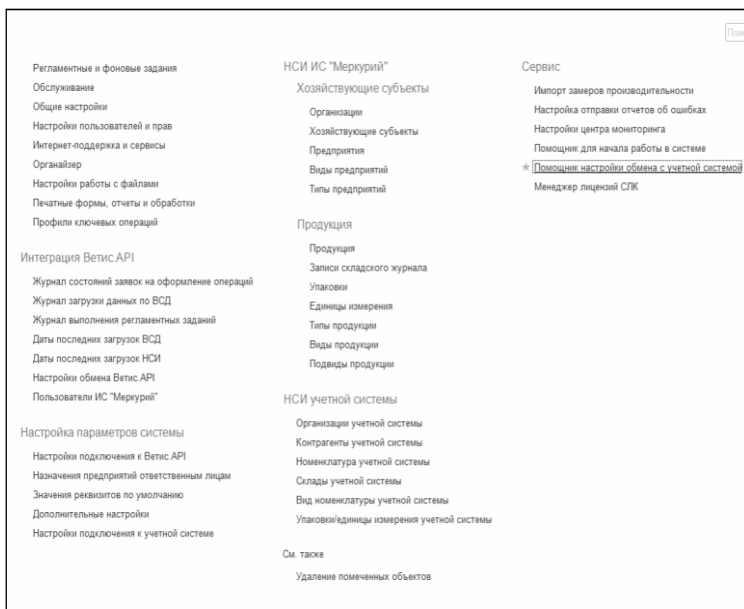 Регламентные и фоновые задания
Обслуживание
Общие настройки
Настройки пользователей и прав
Интернет-поддержка и сервисы
Органайзер
Настройки работы с файлами
Печатные формы, отчеты и обработки
Профили ключевых операций
Интеграция Ветис.API
Журнал состояний заявок на оформление операций
Журнал загрузки данных по ВСД
Журнал выполнения регламентных заданий
Даты последних загрузок ВСД
Даты последних загрузок НСИ
Настройки обмена Ветис.API
Пользователи ИС "Меркурий"
Настройка параметров системы
Настройки подключения к Ветис.API
Назначения предприятий ответственным лицам
Значения реквизитов по умолчанию
Дополнительные настройки
Настройки подключения к учетной системе
НСИ ИС "Меркурий"
Хозяйствующие субъекты
Организации
Хозяйствующие субъекты
Предприятия
Виды предприятий
Типы предприятий
Продукция
Продукция
Записи складского журнала
Упаковки
Единицы измерения
Типы продукции
Виды продукции
Подвиды продукции
НСИ учетной системы
Организации учетной системы
Контрагенты учетной системы
Номенклатура учетной системы
Склады учетной системы
Вид номенклатуры учетной системы
Упаковки/единицы измерения учетной системы
См. также
Удаление помеченных объектов
Пои
Сервис
Импорт замеров производительности
Настройка отправки отчетов об ошибках
Настройки центра мониторинга
Помощник для начала работы в системе
Помощник настройки обмена с учетной системой
Менеджер лицензий СЛК